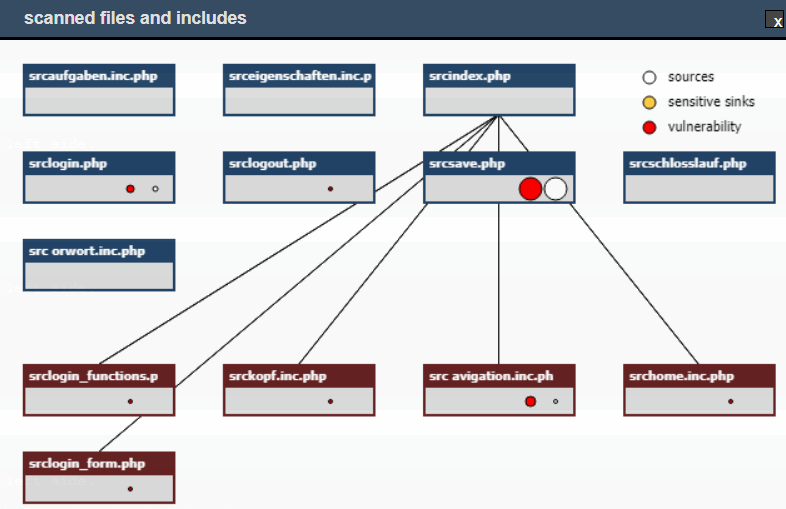 scanned files and includes
x
srcaufgaben.inc.php
srceigenschaften.inc.p
srcindex.php
sources
sensitive sinks
vulnerability
srclogin.php
srclogout.php
srcsave.php
srcschlosslauf.php
src orwort.inc.php
srclogin_functions.p
srckopf.inc.php
src avigation.inc.ph
srchome.inc.php
srclogin_form.php